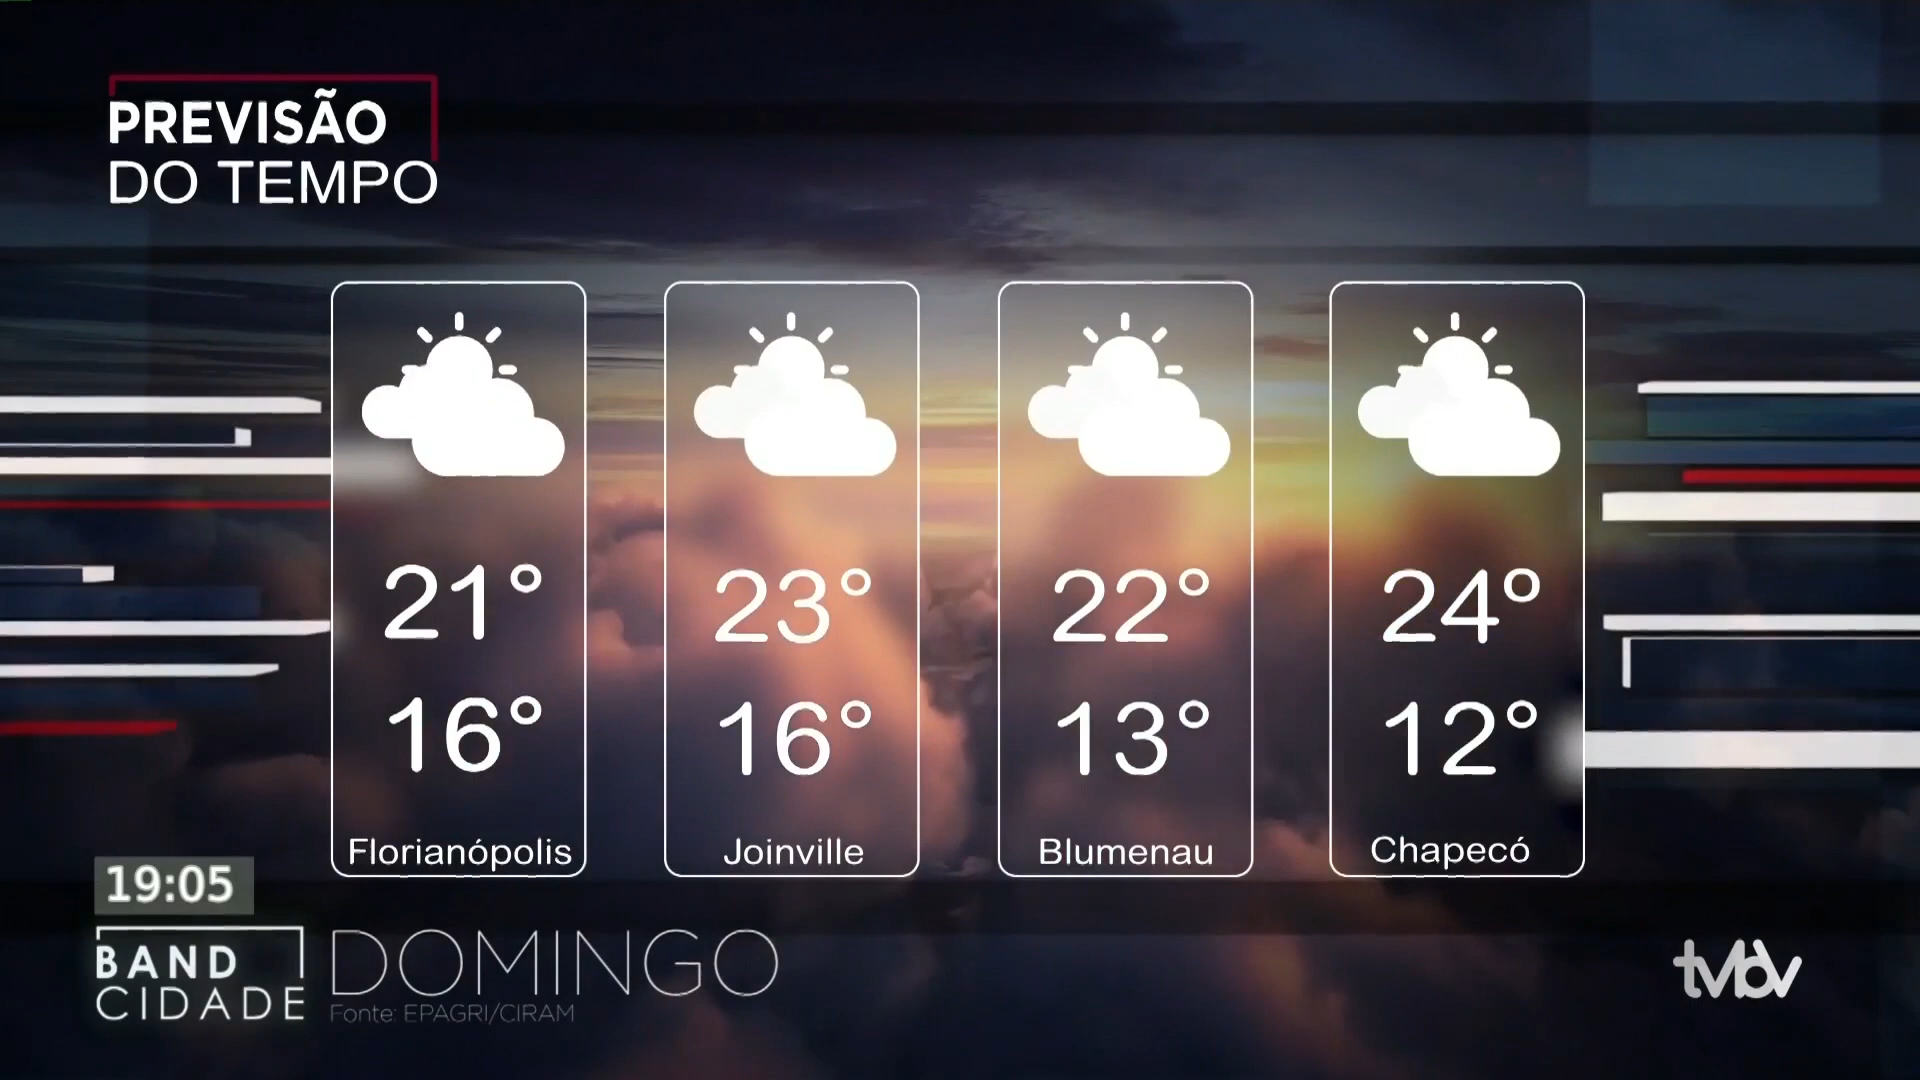 PREVISÃO
DO TEMPO
21°
16°
Florianópolis
23°
16°
Joinville
22°
13°
Blumenau
24°
12°
Chapecó
19:05
BAND
CIDADE
DOMINGO
Fonte: EPAGRI/CIRAM
tvbv